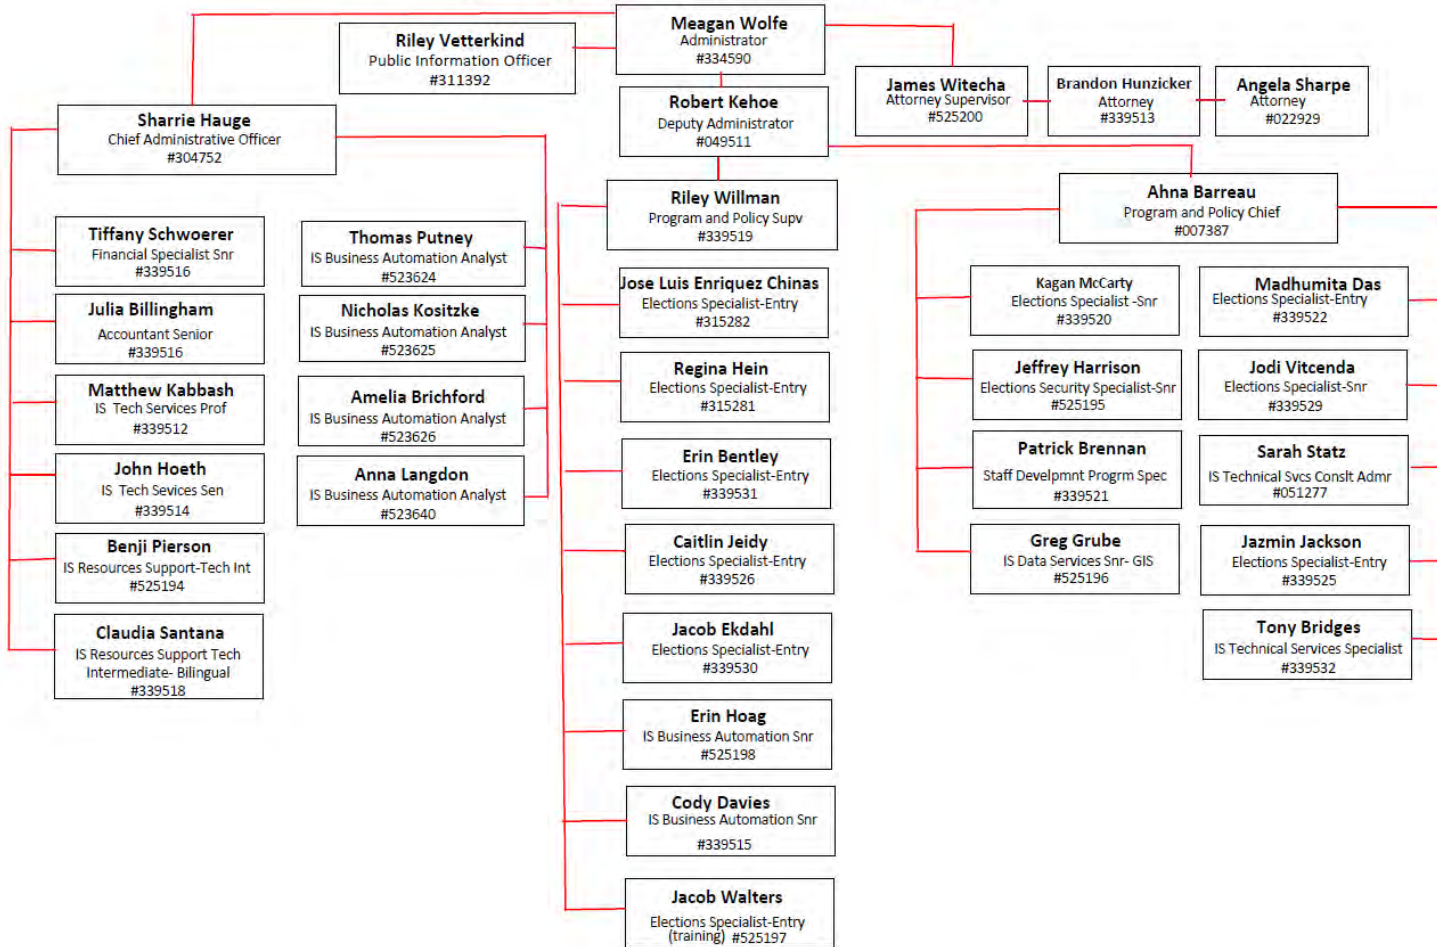 Meagan Wolfe
Administrator
#334590
Riley Vetterkind
Public Information Officer
#311392
James Witecha
Attorney Supervisor
#525200
Brandon Hunzicker
Attorney
#339513
Angela Sharpe
Attorney
#022929
Robert Kehoe
Deputy Administrator
#049511
Sharrie Hauge
Chief Administrative Officer
#304752
Riley Willman
Program and Policy Supv
#339519
Ahna Barreau
Program and Policy Chief
#007387
Tiffany Schwoerer
Financial Specialist Snr
#339516
Julia Billingham
Accountant Senior
#339516
Matthew Kabbash
IS Tech Services Prof
#339512
John Hoeth
IS Tech Sevices Sen
#339514
Benji Pierson
IS Resources Support-Tech Int
#525194
Claudia Santana
IS Resources Support Tech
Intermediate- Bilingual
#339518
Thomas Putney
IS Business Automation Analyst
#523624
Nicholas Kositzke
IS Business Automation Analyst
#523625
Amelia Brichford
IS Business Automation Analyst
#523626
Anna Langdon
IS Business Automation Analyst
#523640
Jose Luis Enriquez Chinas
Elections Specialist-Entry
#315282
Regina Hein
Elections Specialist-Entry
#315281
Erin Bentley
Elections Specialist-Entry
#339531
Caitlin Jeidy
Elections Specialist-Entry
#339526
Jacob Ekdahl
Elections Specialist-Entry
#339530
Erin Hoag
IS Business Automation Snr
#525198
Cody Davies
IS Business Automation Snr
#339515
Jacob Walters
Elections Specialist-Entry
(training) #525197
Kagan McCarty
Elections Specialist -Snr
#339520
Jeffrey Harrison
Elections Security Specialist-Snr
#525195
Patrick Brennan
Staff Develpmnt Progrm Spec
#339521
Greg Grube
IS Data Services Snr- GIS
#525196
Madhumita Das
Elections Specialist-Entry
#339522
Jodi Vitcenda
Elections Specialist-Snr
#339529
Sarah Statz
IS Technical Svcs Conslt Admr
#051277
Jazmin Jackson
Elections Specialist-Entry
#339525
Tony Bridges
IS Technical Services Specialist
#339532